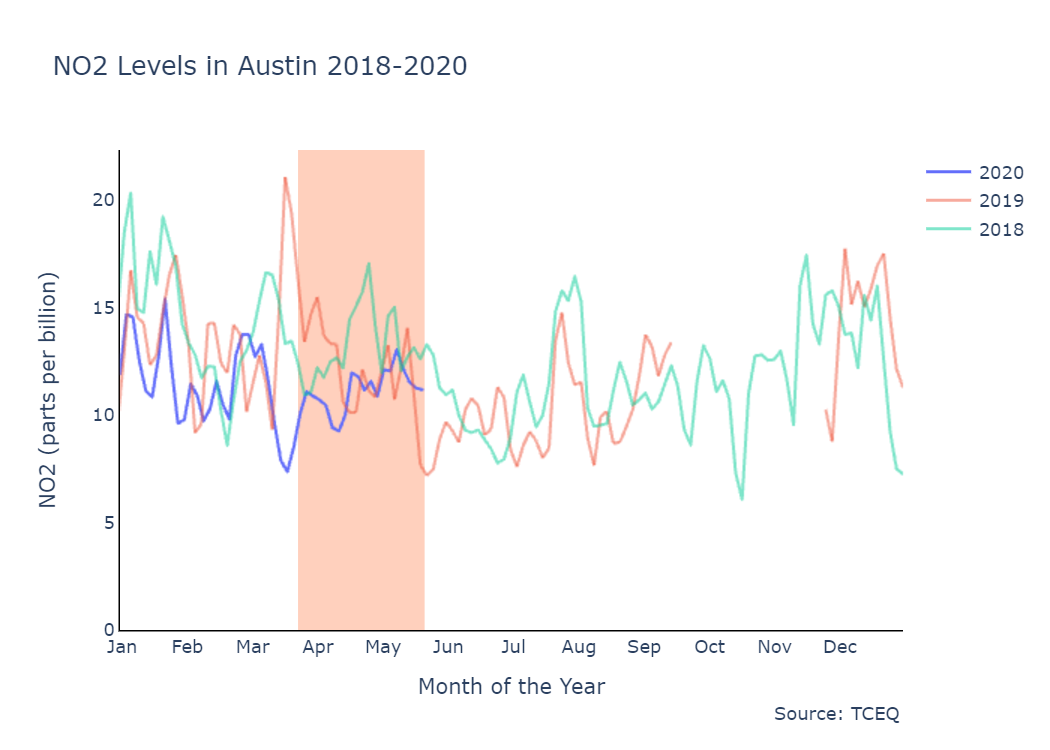 NO2 Levels in Austin 2018-2020
2020
2019
2018
NO2 (parts per billion)
20
15
10
5
0
Jan Feb Mar Apr May Jun Jul Aug Sep Oct Nov Dec
Month of the Year
Source: TCEQ